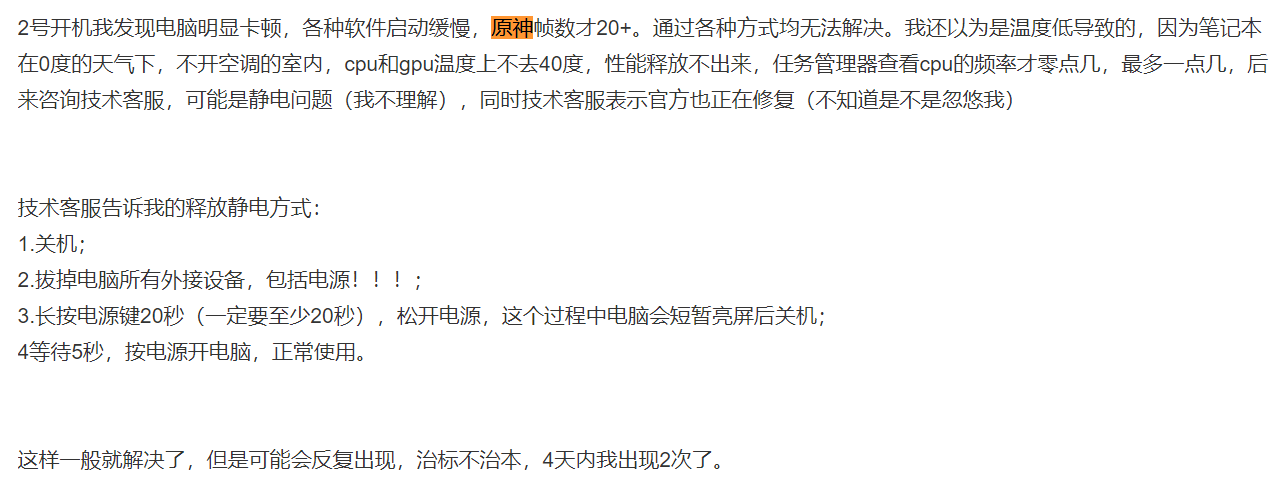 2号开机我发现电脑明显卡顿，各种软件启动缓慢，原神帧数才20+。通过各种方式均无法解决。我还以为是温度低导致的，因为笔记本
在0度的天气下，不开空调的室内，cpu和gpu温度上不去40度，性能释放不出来，任务管理器查看cpu的频率才零点几，最多一点几，后
来咨询技术客服，可能是静电问题（我不理解），同时技术客服表示官方也正在修复（不知道是不是忽悠我）
技术客服告诉我的释放静电方式：
1.关机；
2.拔掉电脑所有外接设备，包括电源！！！；
3.长按电源键20秒（一定要至少20秒），松开电源，这个过程中电脑会短暂亮屏后关机；
4等待5秒，按电源开电脑，正常使用。
这样一般就解决了，但是可能会反复出现，治标不治本，4天内我出现2次了。